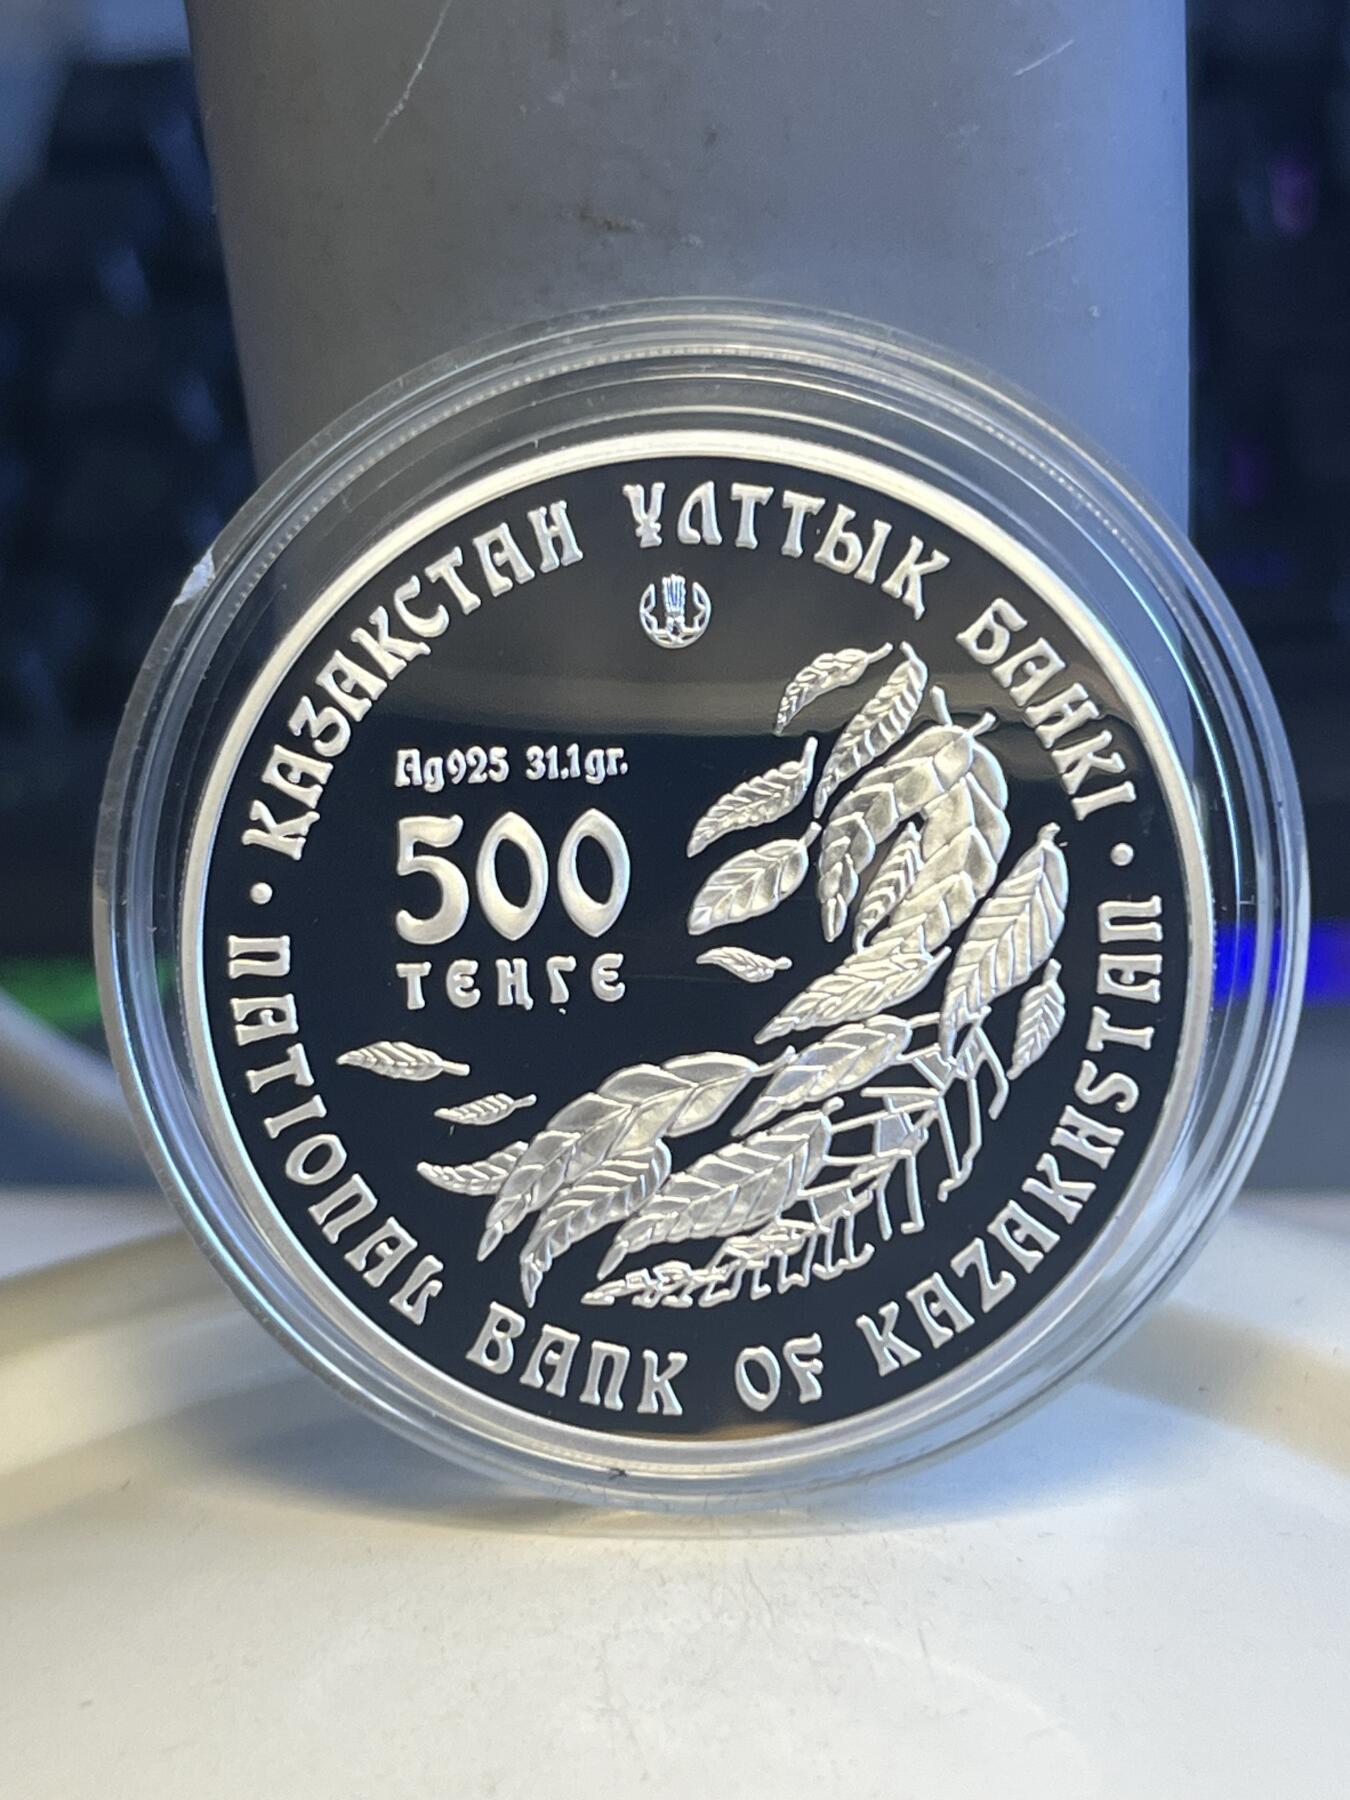 ҚАЗАҚСТАН ҰЛТТЫҚ БАНКІ
Ag925 31.1gr.
500
ТЕҢГЕ
NATIONAL BANK OF KAZAKHSTAN